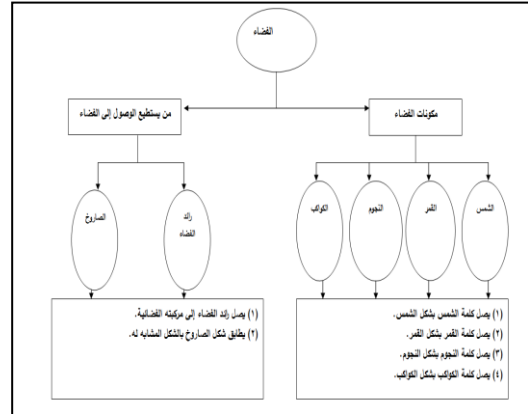 الفضاء
مكونات الفضاء
من يستطيع الوصول إلى الفضاء
الشمس
القمر
النجوم
الكواكب
رائد
الفضاء
الصاروخ
(١) يصل كلمة الشمس بشكل الشمس.
(٢) يصل كلمة القمر بشكل القمر.
(٣) يصل كلمة النجوم بشكل النجوم.
(٤) يصل كلمة الكواكب بشكل الكواكب.
(١) يصل رائد الفضاء إلى مركبته الفضائية.
(٢) يطابق شكل الصاروخ بالشكل المشابه له.